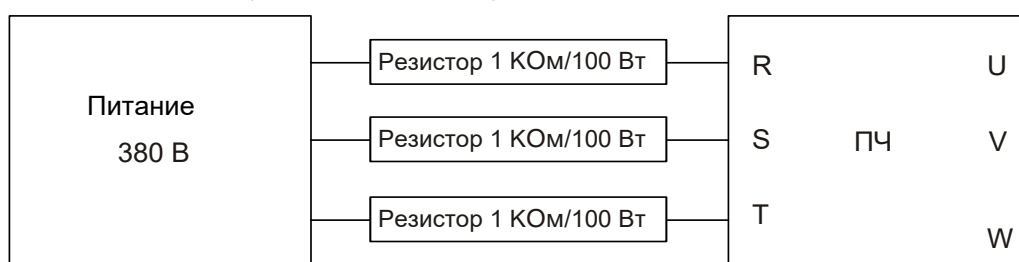 Питание
380 В
Резистор 1 КОм/100 Вт
Резистор 1 КОм/100 Вт
Резистор 1 КОм/100 Вт
R
S
T
ПЧ
U
V
W